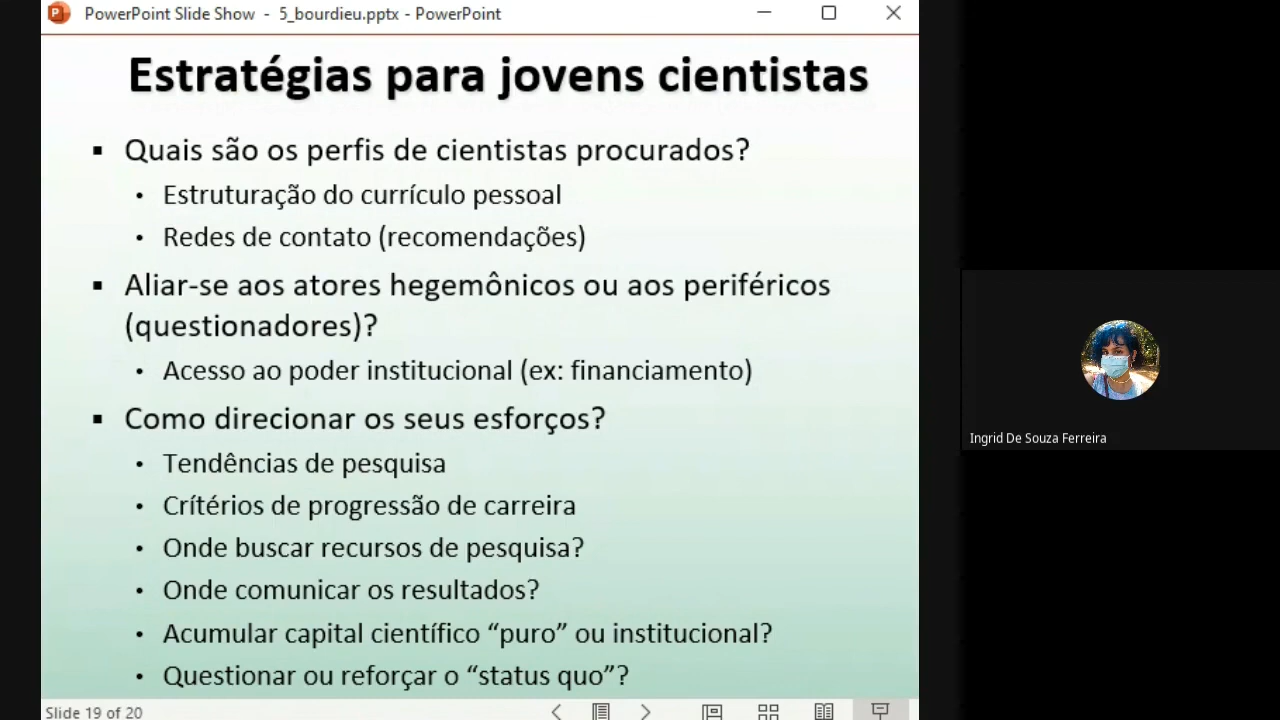 PowerPoint Slide Show - 5_bourdieu.pptx - PowerPoint
Estratégias para jovens cientistas
Quais são os perfis de cientistas procurados?
Estruturação do currículo pessoal
Redes de contato (recomendações)
Aliar-se aos atores hegemônicos ou aos periféricos
(questionadores)?
Acesso ao poder institucional (ex: financiamento)
Como direcionar os seus esforços?
Tendências de pesquisa
Crítérios de progressão de carreira
Onde buscar recursos de pesquisa?
Onde comunicar os resultados?
Acumular capital científico “puro” ou institucional?
Questionar ou reforçar o “status quo”?
Slide 19 of 20
Ingrid De Souza Ferreira